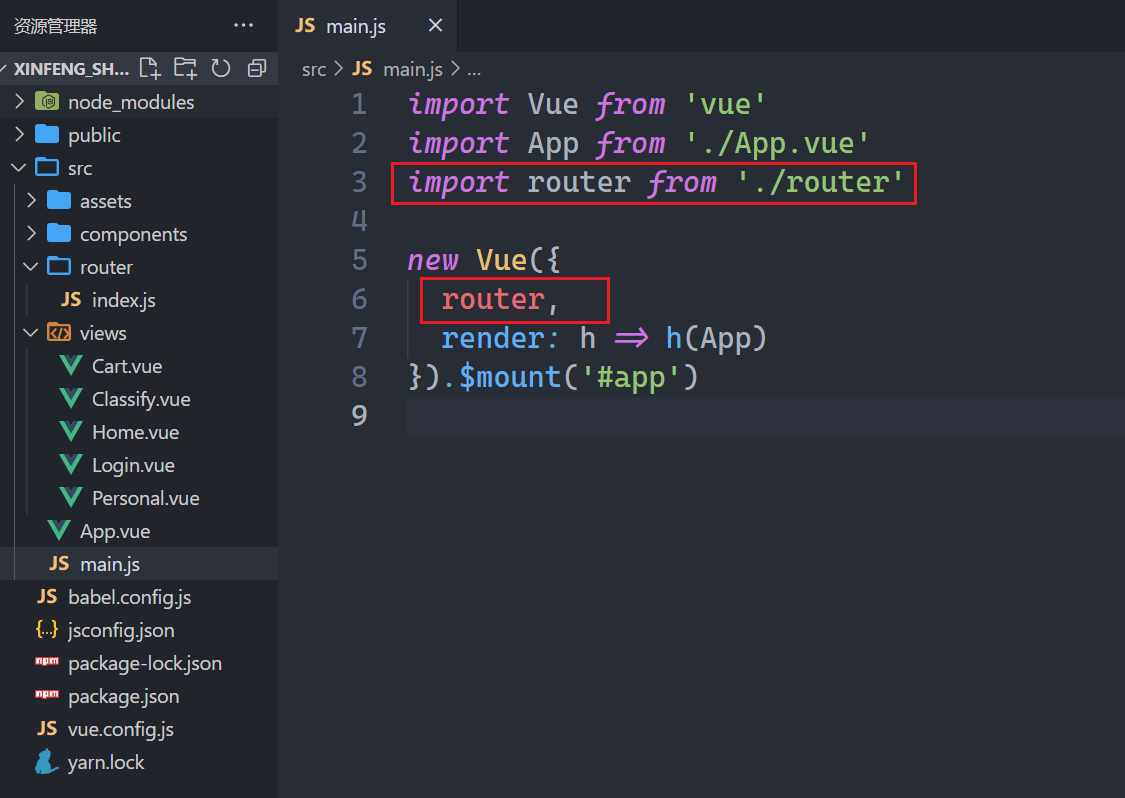 资源管理器
···
XINFENG_SH...
node_modules
public
src
assets
components
router
JS index.js
views
Cart.vue
Classify.vue
Home.vue
Login.vue
Personal.vue
App.vue
JS main.js
JS babel.config.js
{..} jsconfig.json
npm package-lock.json
npm package.json
JS vue.config.js
yarn.lock
JS main.js ×
src > JS main.js > ...
1 import Vue from 'vue'
2 import App from './App.vue'
3 import router from './router'
4
5 new Vue({
6 router,
7 render: h => h(App)
8 }).$mount('#app')
9